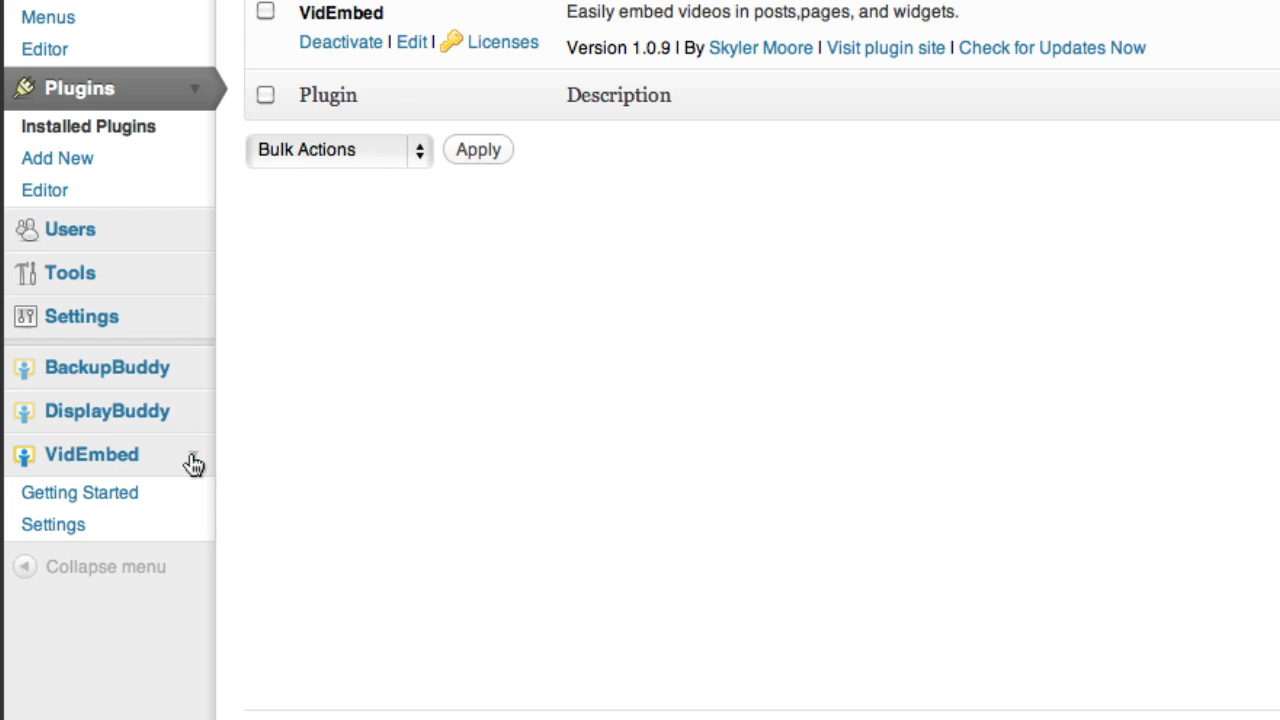 Menus
Editor
Plugins
Installed Plugins
Add New
Editor
Users
Tools
Settings
BackupBuddy
DisplayBuddy
VidEmbed
Getting Started
Settings
Collapse menu
VidEmbed
Deactivate | Edit | Licenses
Easily embed videos in posts,pages, and widgets.
Version 1.0.9 | By Skyler Moore | Visit plugin site | Check for Updates Now
Plugin Description
Bulk Actions Apply